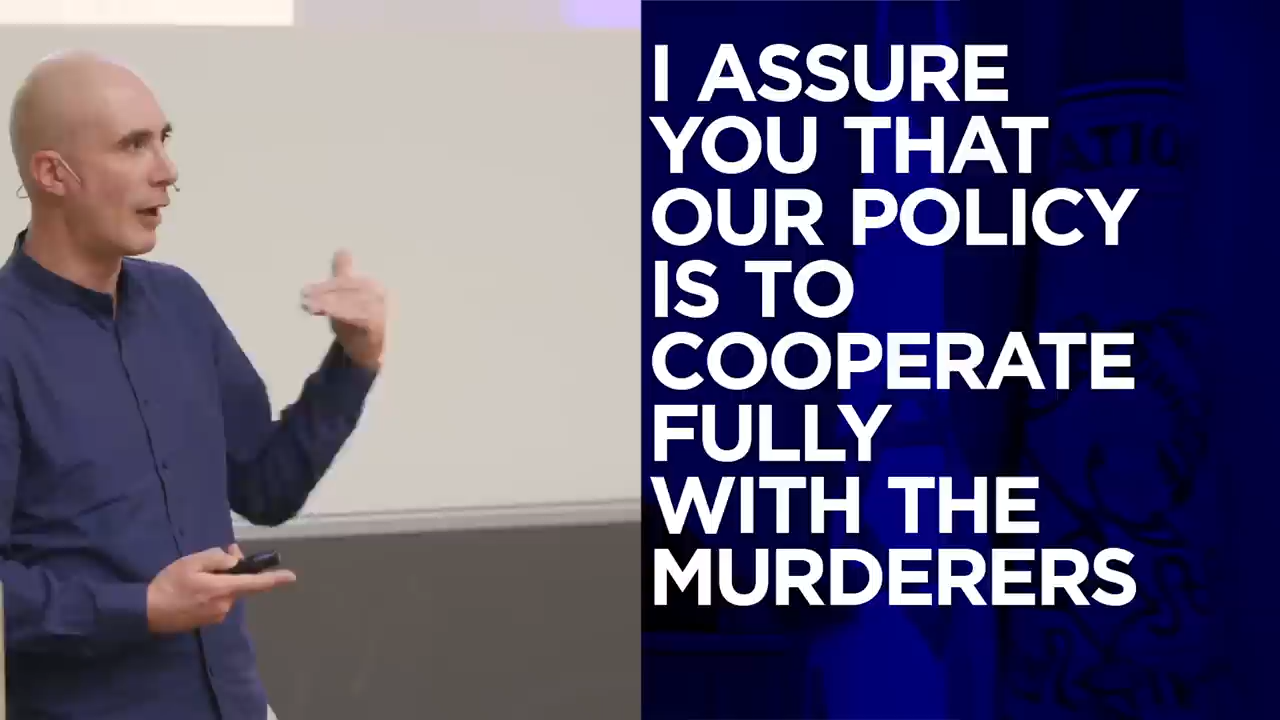 I ASSURE
YOU THAT
OUR POLICY
IS TO
COOPERATE
FULLY
WITH THE
MURDERERS